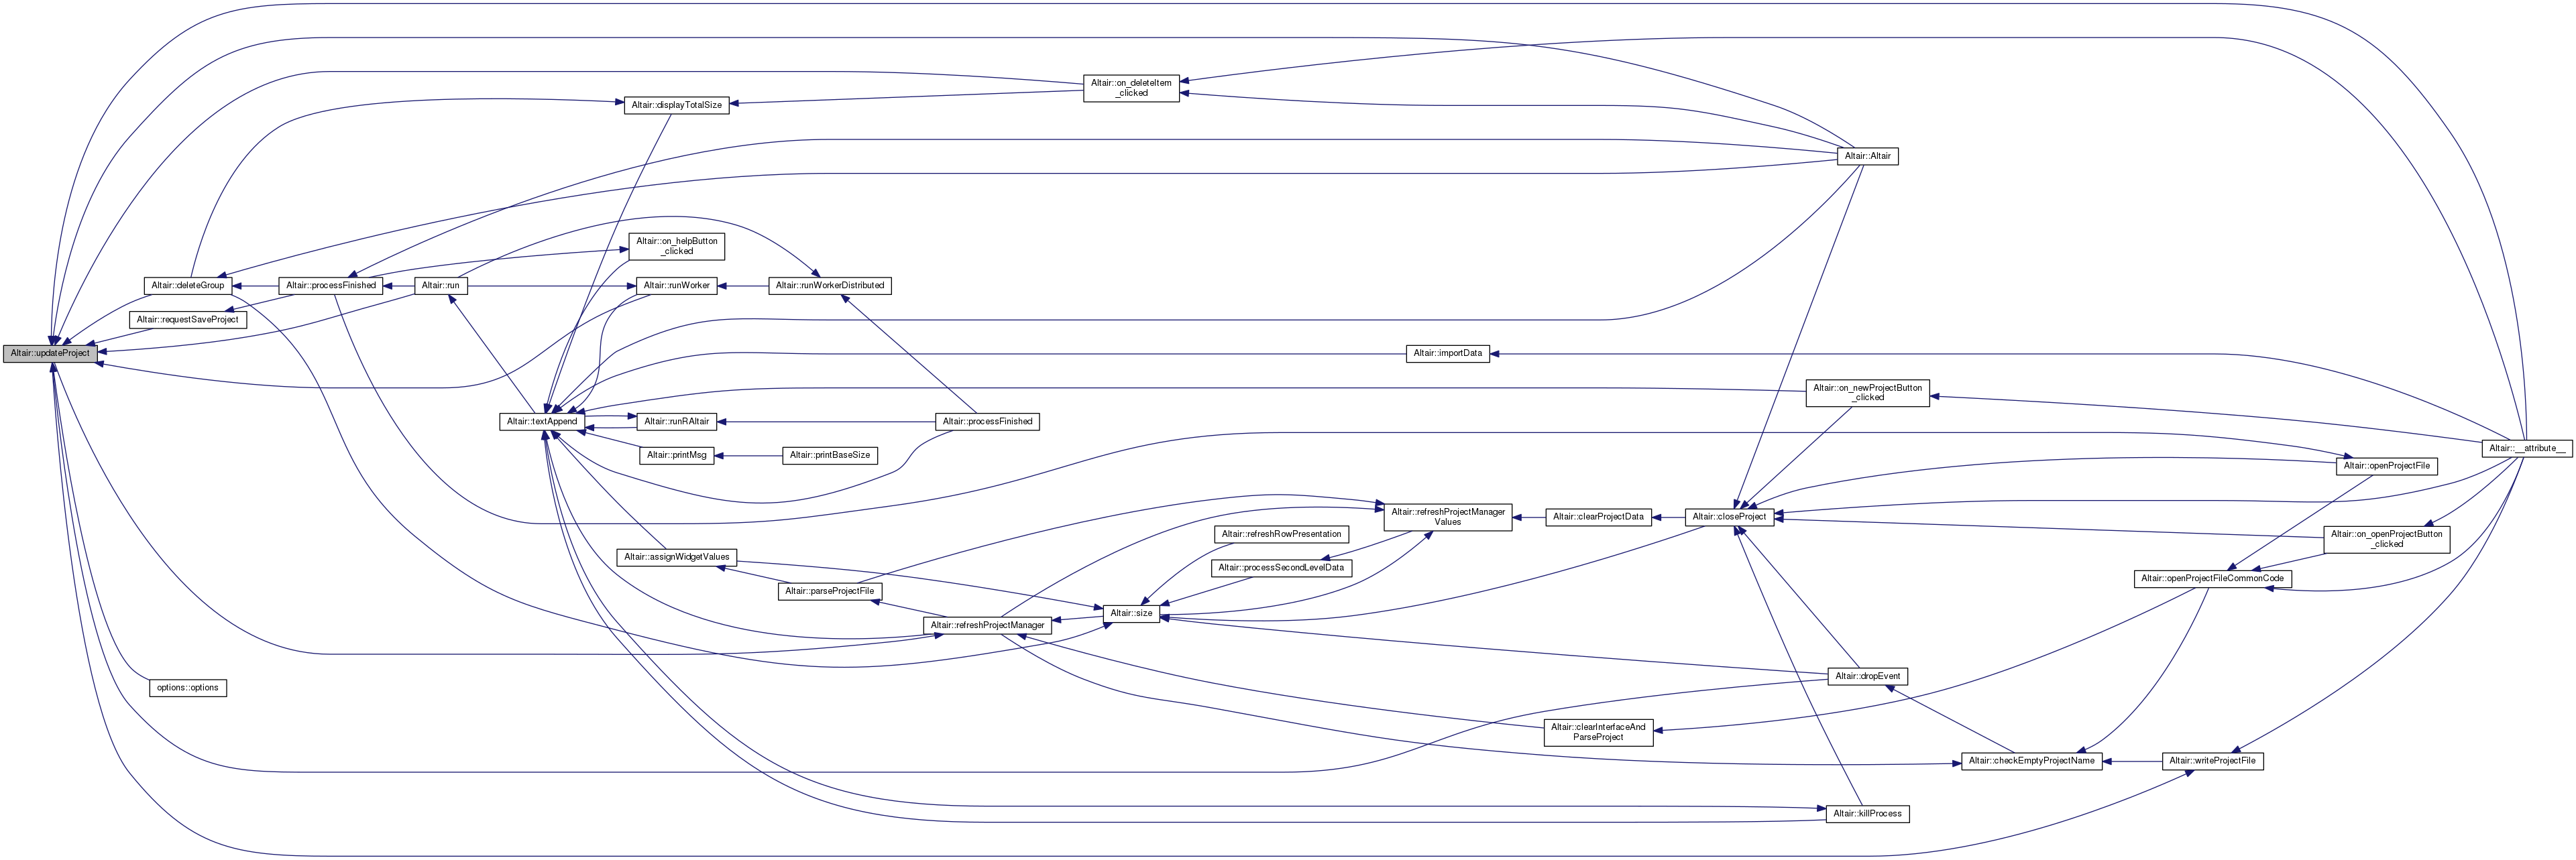 Altair::updateProject
Altair::deleteGroup
Altair::requestSaveProject
options::options
Altair::processFinished
Altair::run
Altair::textAppend
Altair::displayTotalSize
Altair::on_helpButton
_clicked
Altair::runWorker
Altair::runRAltair
Altair::printMsg
Altair::assignWidgetValues
Altair::runWorkerDistributed
Altair::printBaseSize
Altair::parseProjectFile
Altair::processFinished
Altair::refreshProjectManager
Altair::on_deleteItem
_clicked
Altair::size
Altair::refreshRowPresentation
Altair::processSecondLevelData
Altair::importData
Altair::refreshProjectManager
Values
Altair::clearProjectData
Altair::clearInterfaceAnd
ParseProject
Altair::closeProject
Altair::Altair
Altair::on_newProjectButton
_clicked
Altair::dropEvent
Altair::killProcess
Altair::checkEmptyProjectName
Altair::openProjectFileCommonCode
Altair::writeProjectFile
Altair::openProjectFile
Altair::on_openProjectButton
_clicked
Altair::__attribute__